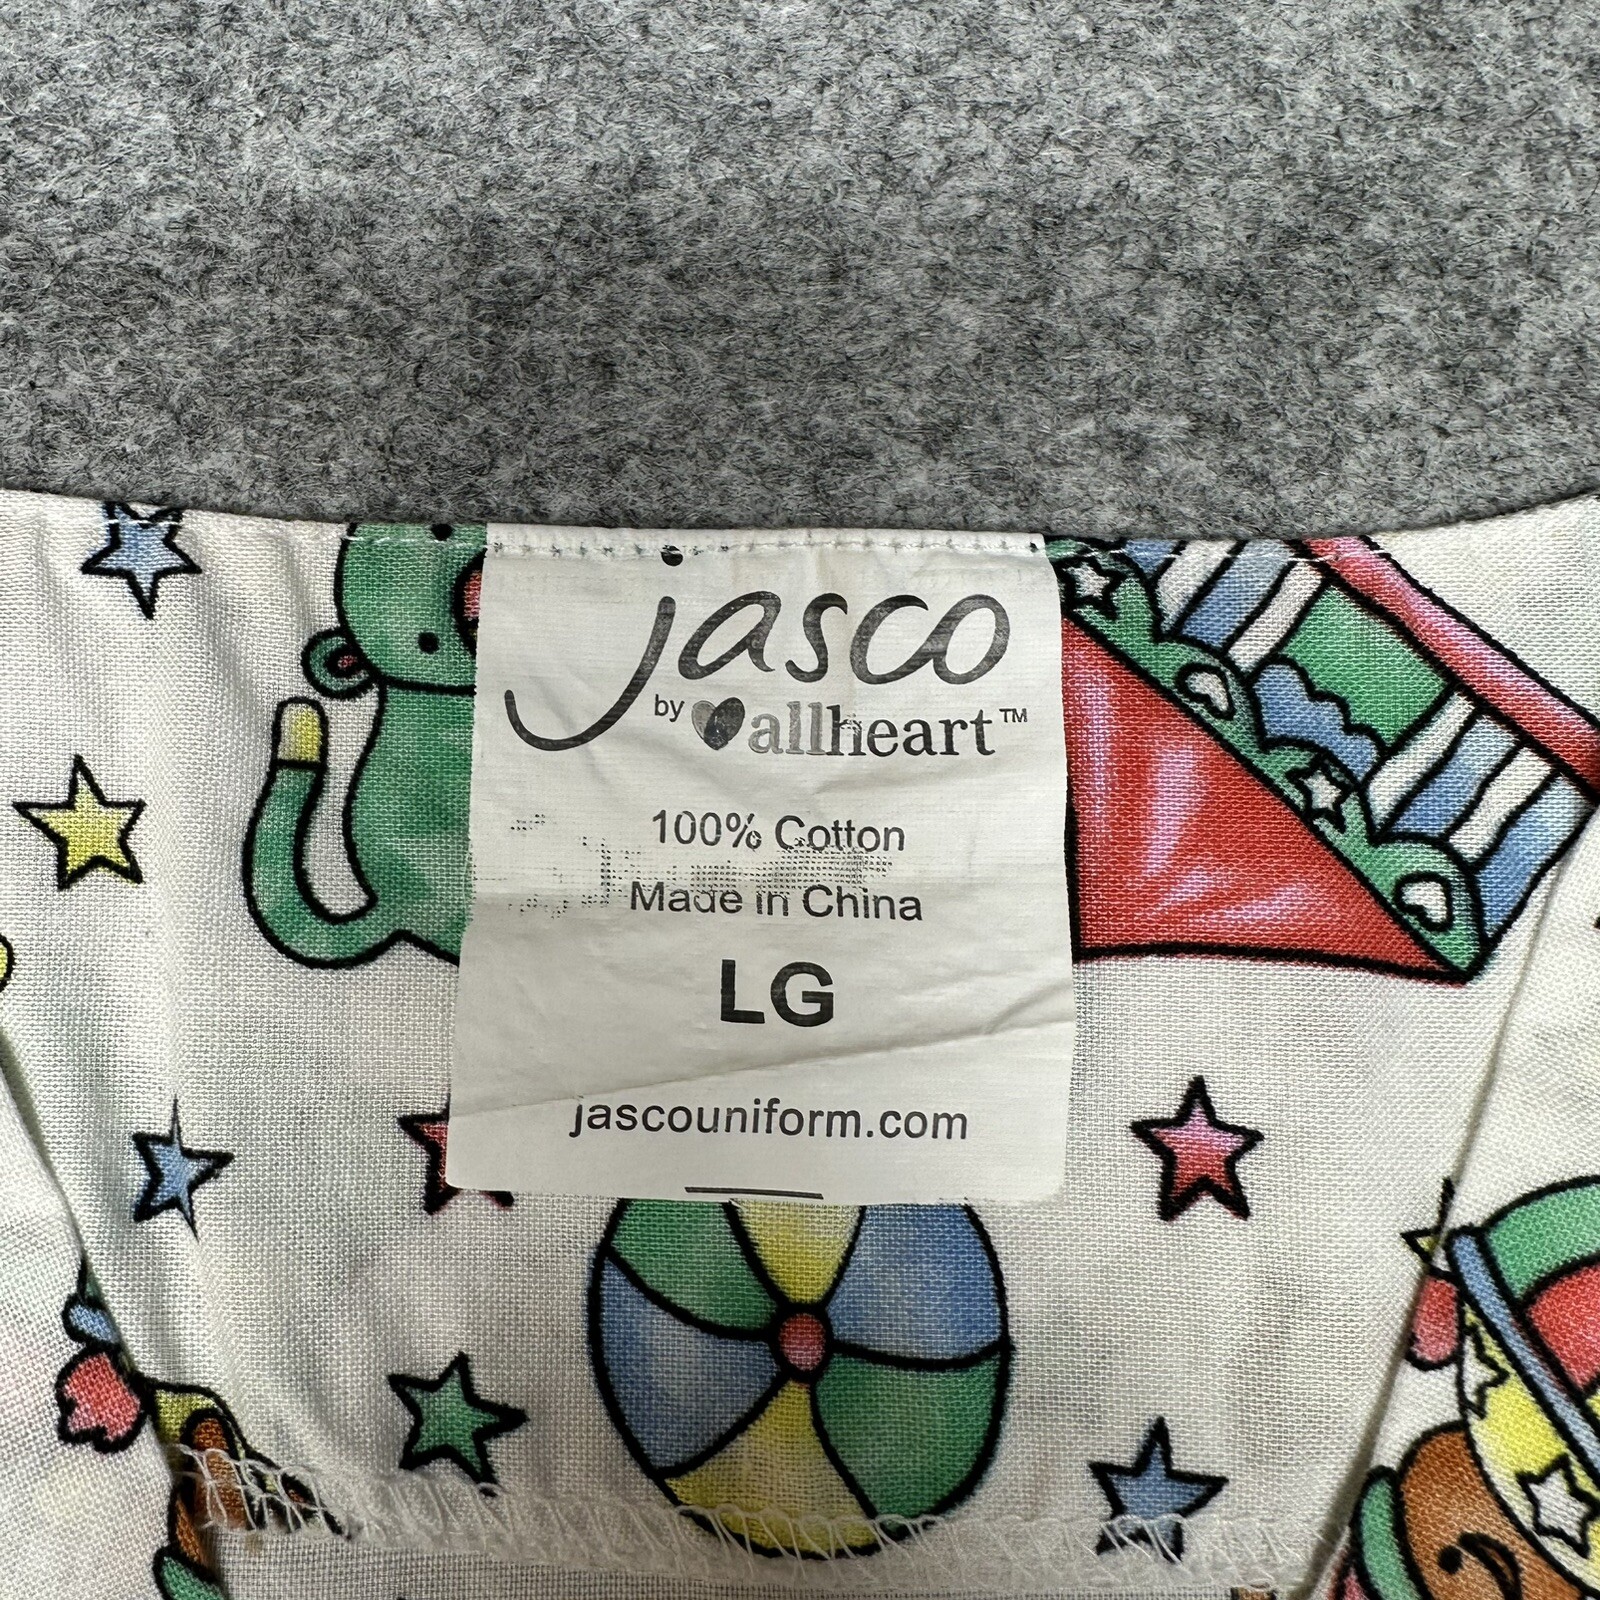 jasco
by allheart™
100% Cotton
Made in China
LG
jascouniform.com